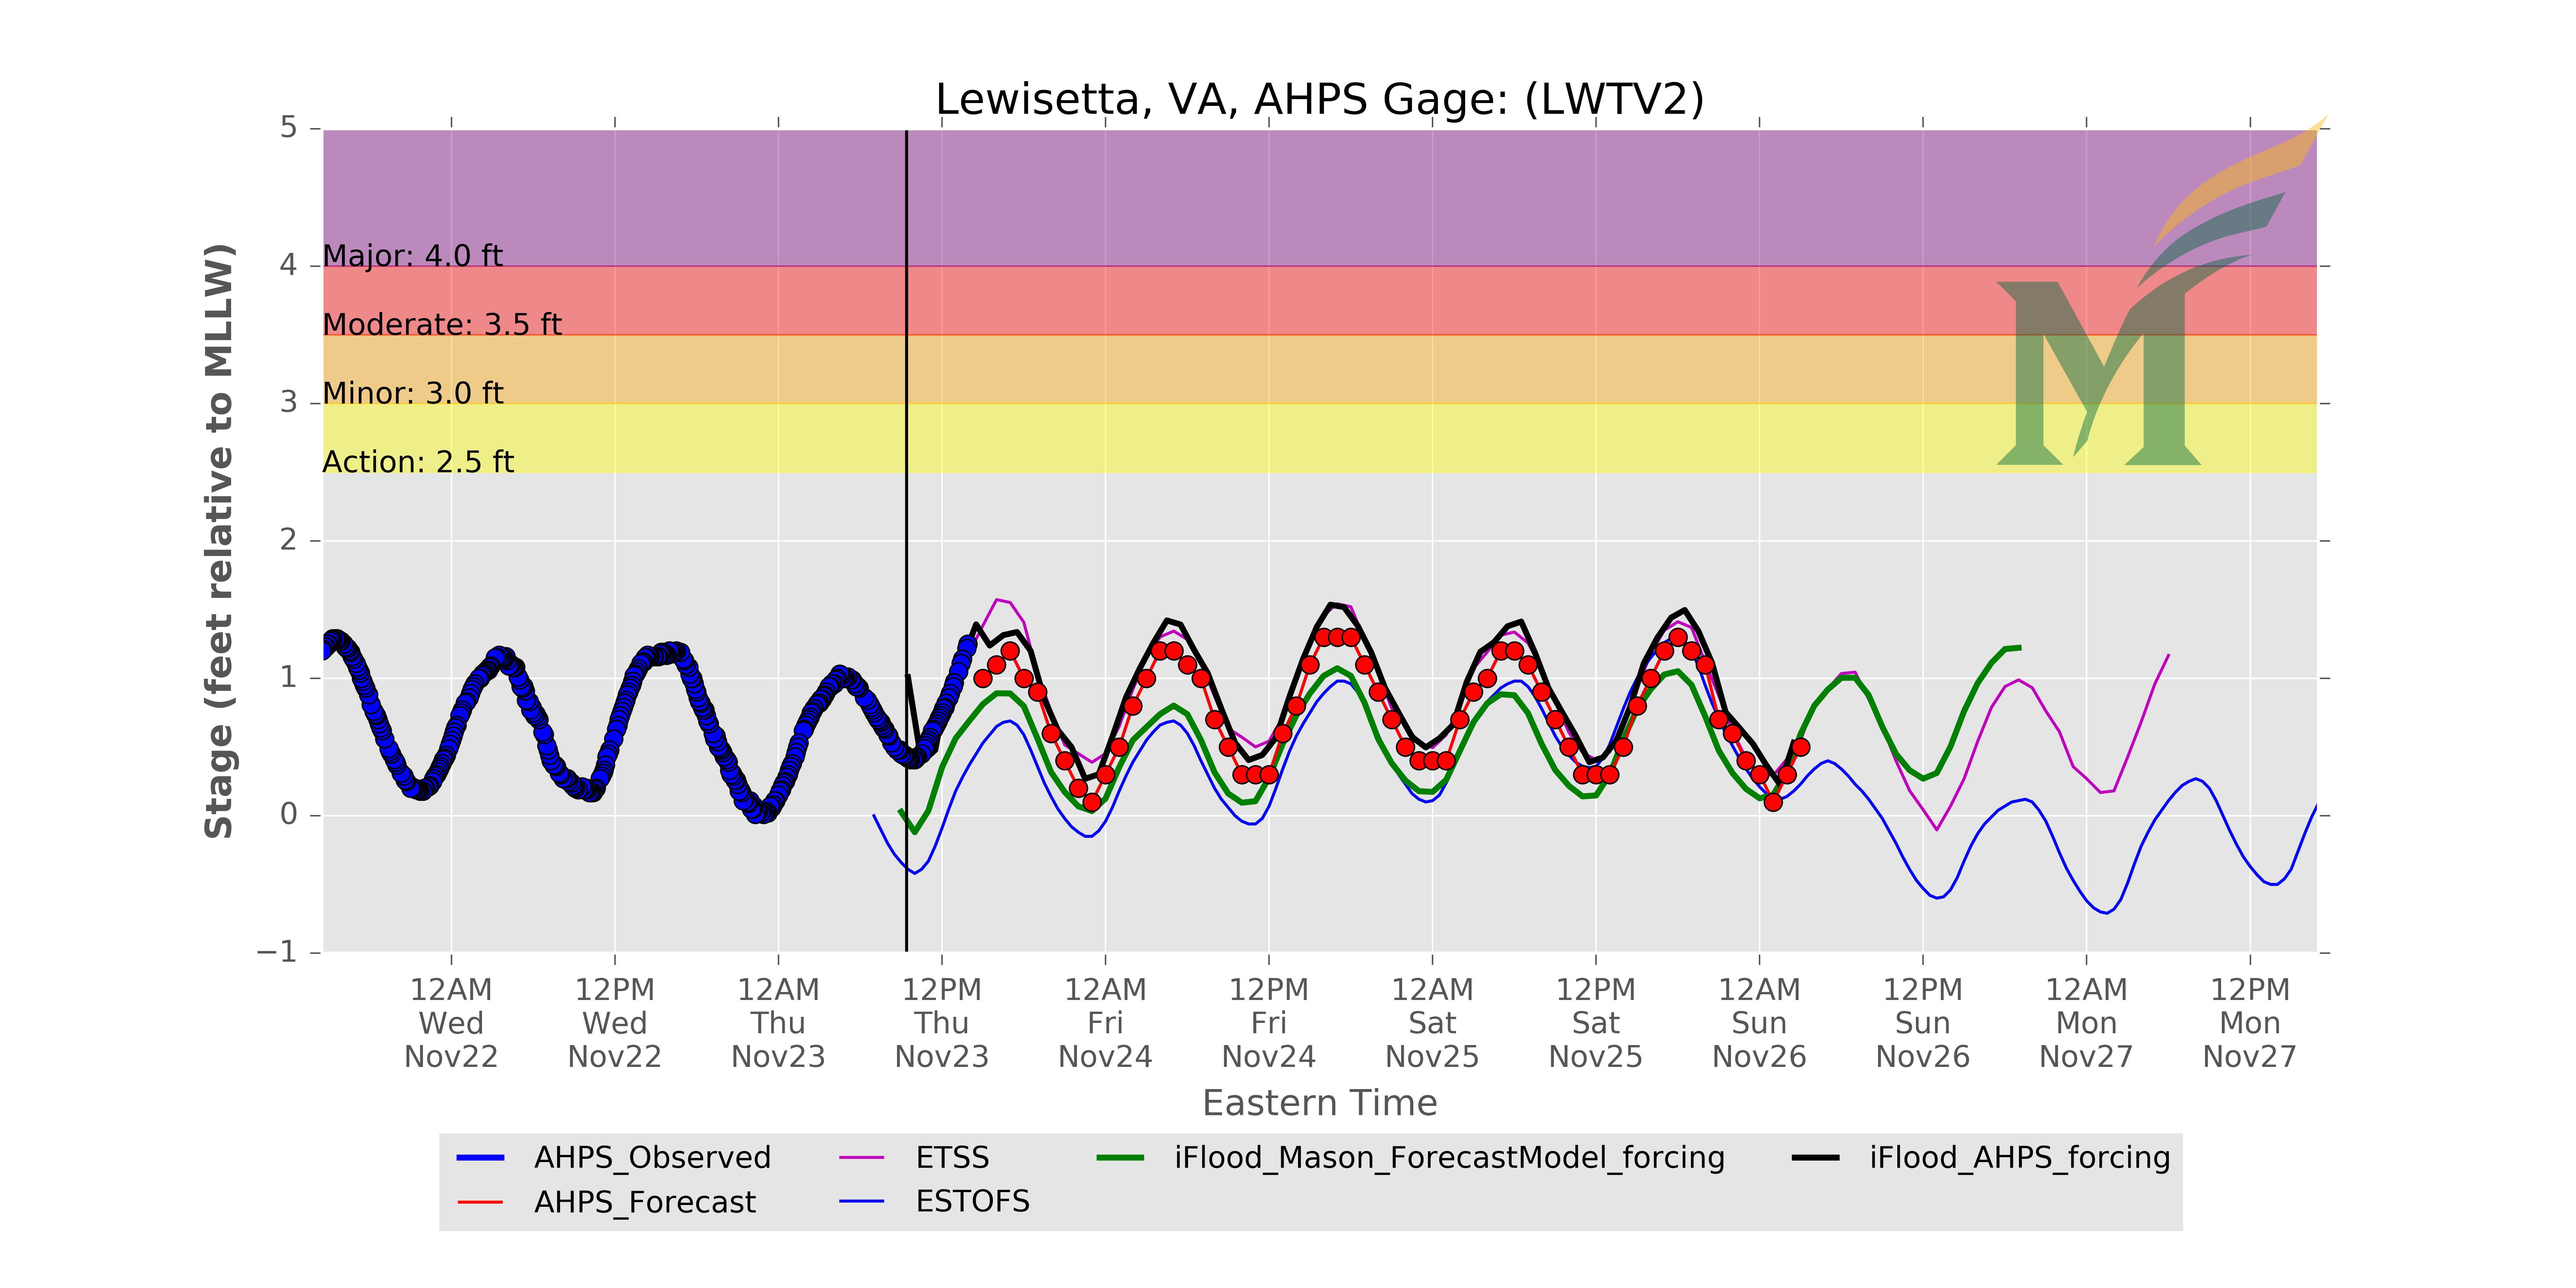 Lewisetta, VA, AHPS Gage: (LWTV2)
5
4
3
2
1
0
−1
Stage (feet relative to MLLW)
Major: 4.0 ft
Moderate: 3.5 ft
Minor: 3.0 ft
Action: 2.5 ft
12AM Wed Nov22
12PM Wed Nov22
12AM Thu Nov23
12PM Thu Nov23
12AM Fri Nov24
12PM Fri Nov24
12AM Sat Nov25
12PM Sat Nov25
12AM Sun Nov26
12PM Sun Nov26
12AM Mon Nov27
12PM Mon Nov27
Eastern Time
AHPS_Observed
AHPS_Forecast
ETSS
ESTOFS
iFlood_Mason_ForecastModel_forcing
iFlood_AHPS_forcing
M